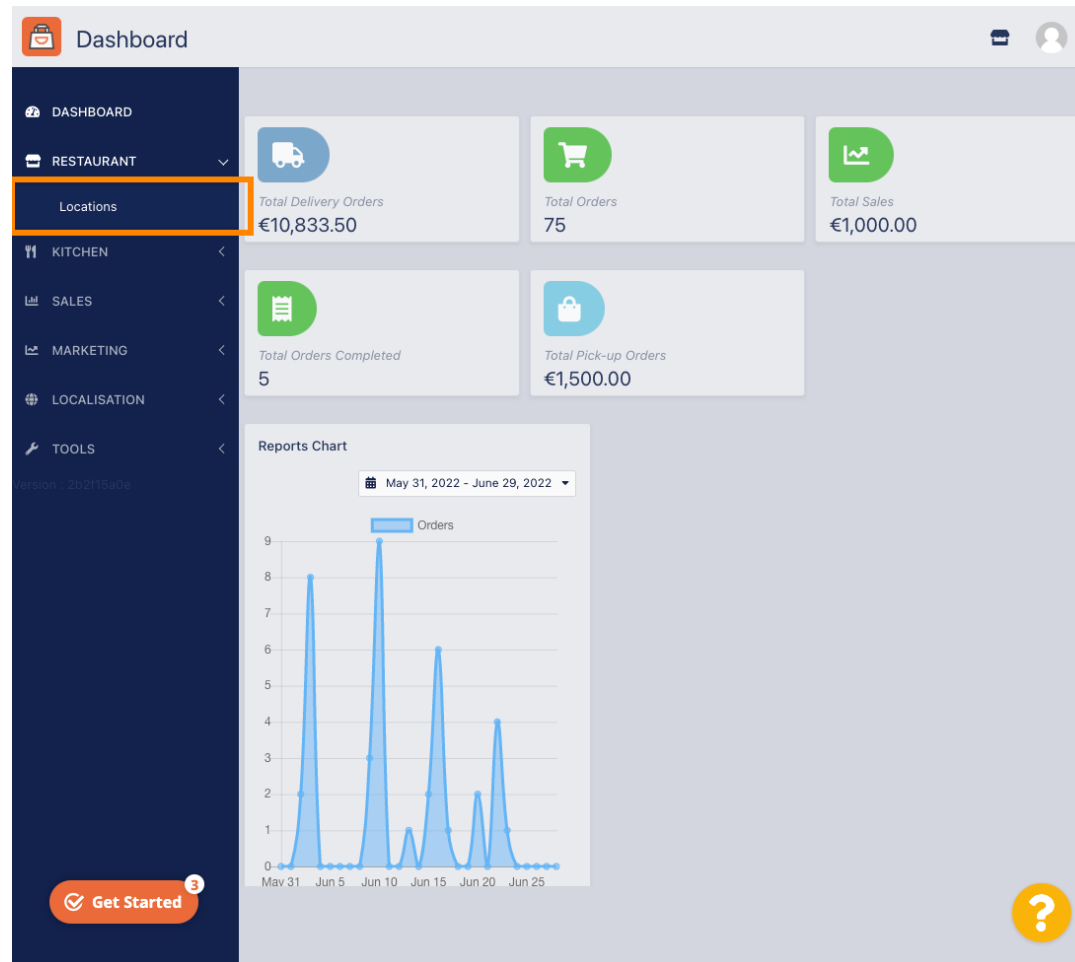 Dashboard
DASHBOARD
RESTAURANT
Locations
KITCHEN
SALES
MARKETING
LOCALISATION
TOOLS
Version : 2b2f15a0e
Get Started
3
Total Delivery Orders
€10,833.50
Total Orders
75
Total Sales
€1,000.00
Total Orders Completed
5
Total Pick-up Orders
€1,500.00
Reports Chart
May 31, 2022 - June 29, 2022
Orders
9
8
7
6
5
4
3
2
1
0
May 31 Jun 5 Jun 10 Jun 15 Jun 20 Jun 25
?